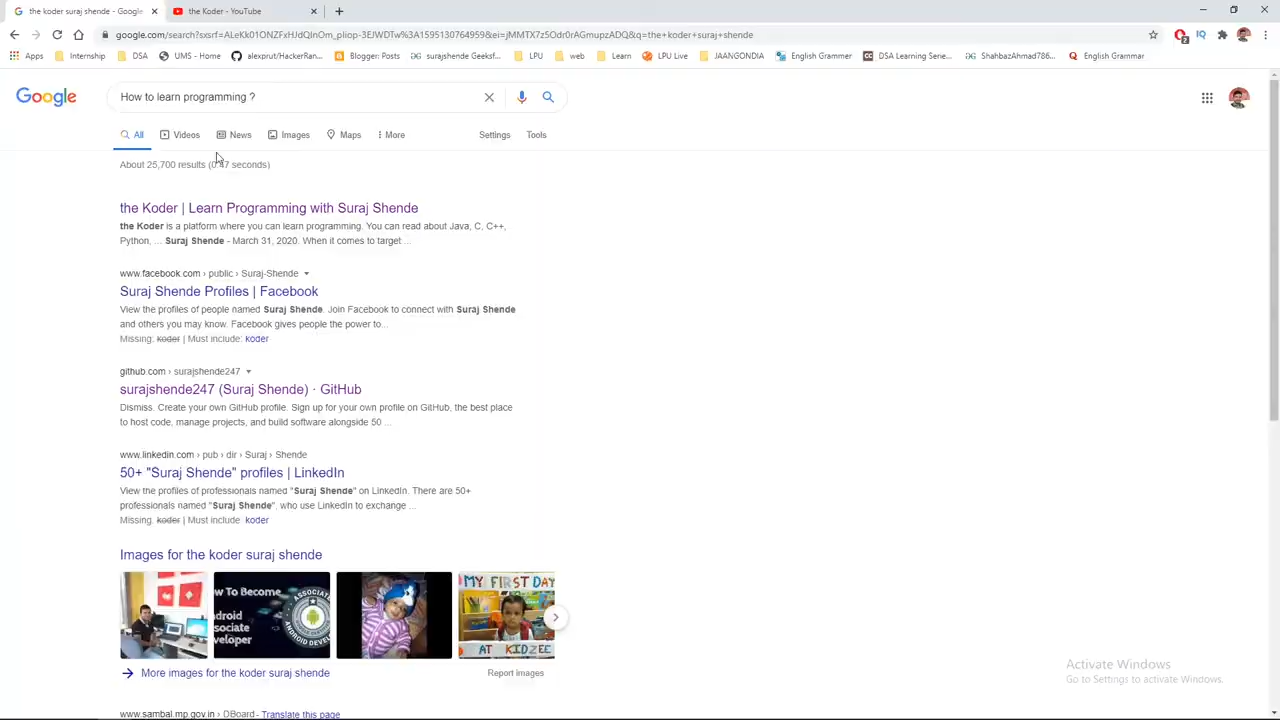 the koder suraj shende - Google
the Koder - YouTube
google.com/search?sxsrf=ALeKk01ONZFxHJdQInOm_pliop-3EJWDTw%3A1595130764959&ei=jMMTX7z5Odr0rAGmupzADQ&q=the+koder+suraj+shende
Apps
Internship
DSA
UMS - Home
alexprut/HackerRan...
Blogger: Posts
surajshende Geeksf...
LPU
web
Learn
LPU Live
JAANGONDIA
English Grammer
DSA Learning Serie...
ShahbazAhmad786...
English Grammar
Google
How to learn programming ?
All
Videos
News
Images
Maps
More
Settings
Tools
About 25,700 results (0.47 seconds)
the Koder | Learn Programming with Suraj Shende
the Koder is a platform where you can learn programming. You can read about Java, C, C++,
Python, ... Suraj Shende - March 31, 2020. When it comes to target ...
www.facebook.com › public › Suraj-Shende
Suraj Shende Profiles | Facebook
View the profiles of people named Suraj Shende. Join Facebook to connect with Suraj Shende
and others you may know. Facebook gives people the power to...
Missing: koder | Must include: koder
github.com › surajshende247
surajshende247 (Suraj Shende) · GitHub
Dismiss. Create your own GitHub profile. Sign up for your own profile on GitHub, the best place
to host code, manage projects, and build software alongside 50 ...
www.linkedin.com › pub › dir › Suraj › Shende
50+ "Suraj Shende" profiles | LinkedIn
View the profiles of professionals named "Suraj Shende" on LinkedIn. There are 50+
professionals named "Suraj Shende", who use LinkedIn to exchange ...
Missing: koder | Must include: koder
Images for the koder suraj shende
ow To Become
ndroid
ssociate
eveloper
ASSOCIATE
ANDROID DEVEL
MY FIRST DAY
AT KIDZEE
More images for the koder suraj shende
Report images
Activate Windows
Go to Settings to activate Windows.
www.sambal.mp.gov.in › DBoard - Translate this page